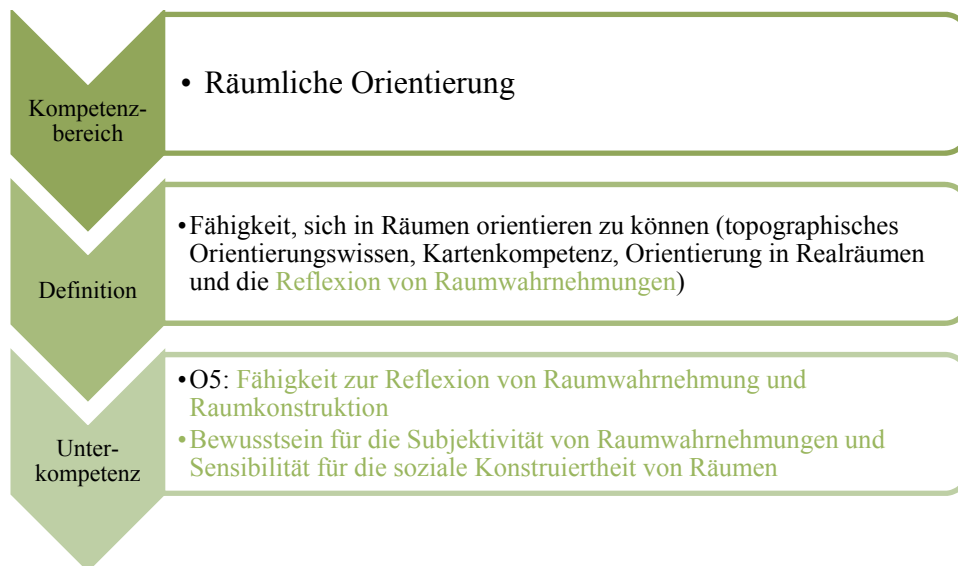 Kompetenz-
bereich
• Räumliche Orientierung
Definition
•Fähigkeit, sich in Räumen orientieren zu können (topographisches
Orientierungswissen, Kartenkompetenz, Orientierung in Realräumen
und die Reflexion von Raumwahrnehmungen)
Unter-
kompetenz
•O5: Fähigkeit zur Reflexion von Raumwahrnehmung und
Raumkonstruktion
•Bewusstsein für die Subjektivität von Raumwahrnehmungen und
Sensibilität für die soziale Konstruiertheit von Räumen